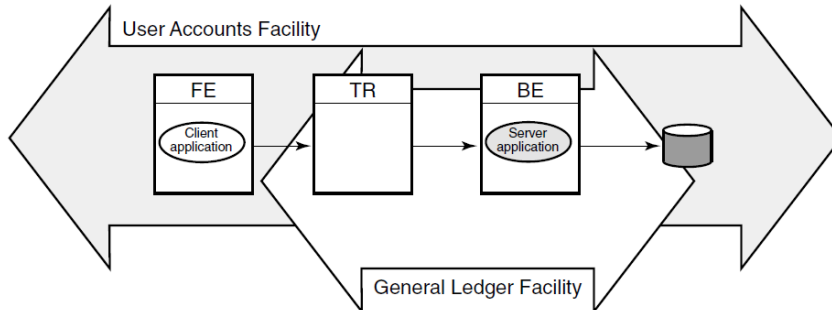 User Accounts Facility
FE
TR
BE
Client
application
Server
application
General Ledger Facility